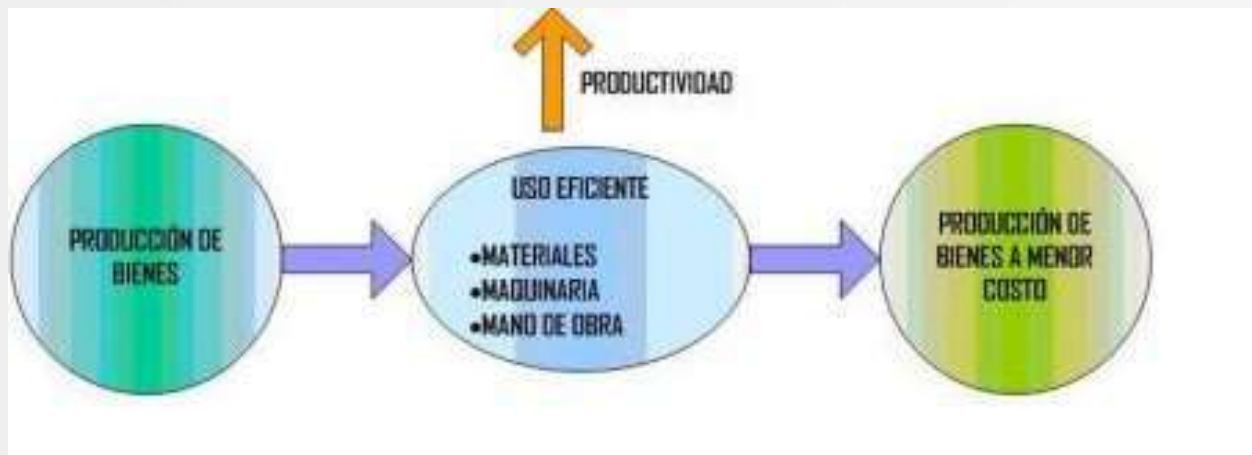 PRODUCTIVIDAD
PRODUCCIÓN DE
BIENES
USO EFICIENTE
•MATERIALES
•MAQUINARIA
•MANO DE OBRA
PRODUCCIÓN DE
BIENES A MENOR
COSTO